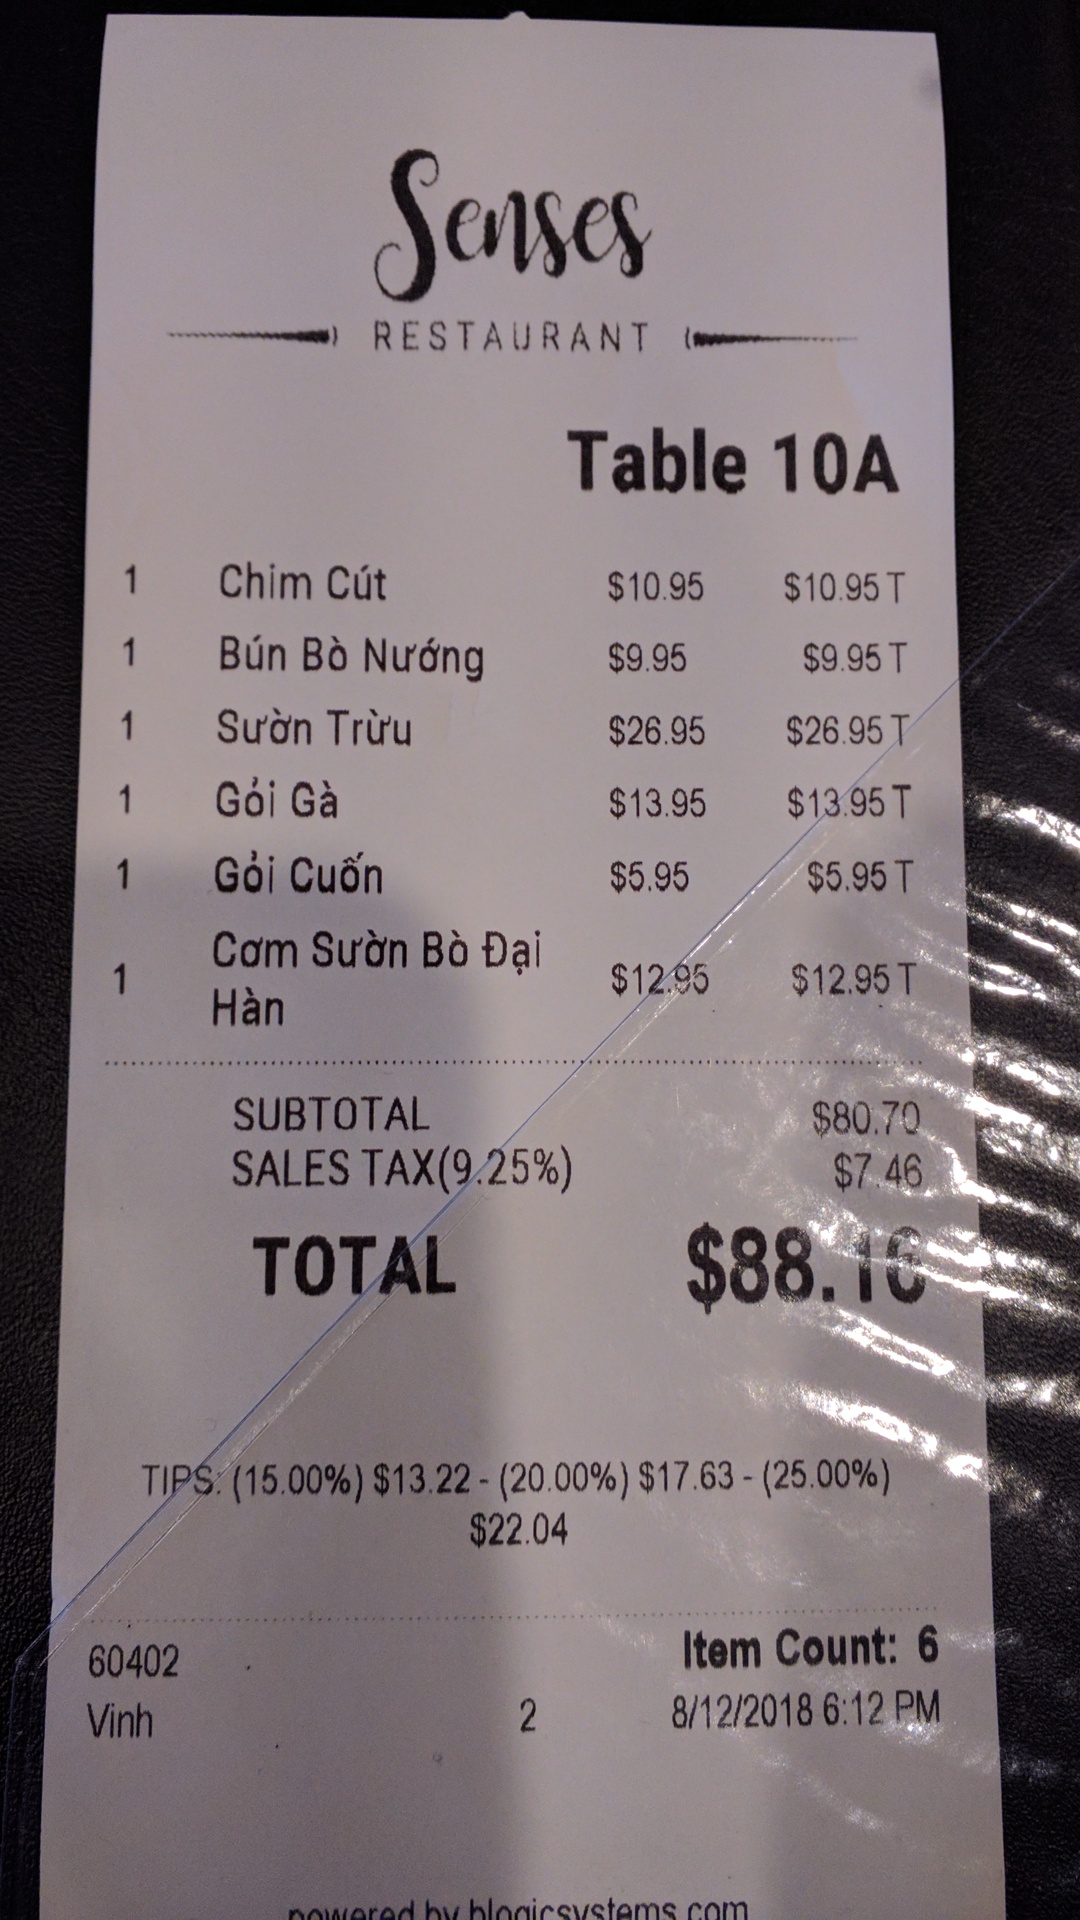 Senses
RESTAURANT
Table 10A
1 Chim Cút $10.95 $10.95 T
1 Bún Bò Nướng $9.95 $9.95 T
1 Sườn Trừu $26.95 $26.95 T
1 Gỏi Gà $13.95 $13.95 T
1 Gỏi Cuốn $5.95 $5.95 T
1 Cơm Sườn Bò Đại $12.95 $12.95 T
Hàn
SUBTOTAL $80.70
SALES TAX(9.25%) $7.46
TOTAL $88.16
TIPS: (15.00%) $13.22 - (20.00%) $17.63 - (25.00%)
$22.04
60402 Item Count: 6
Vinh 2 8/12/2018 6:12 PM
powered by blogicsystems.com